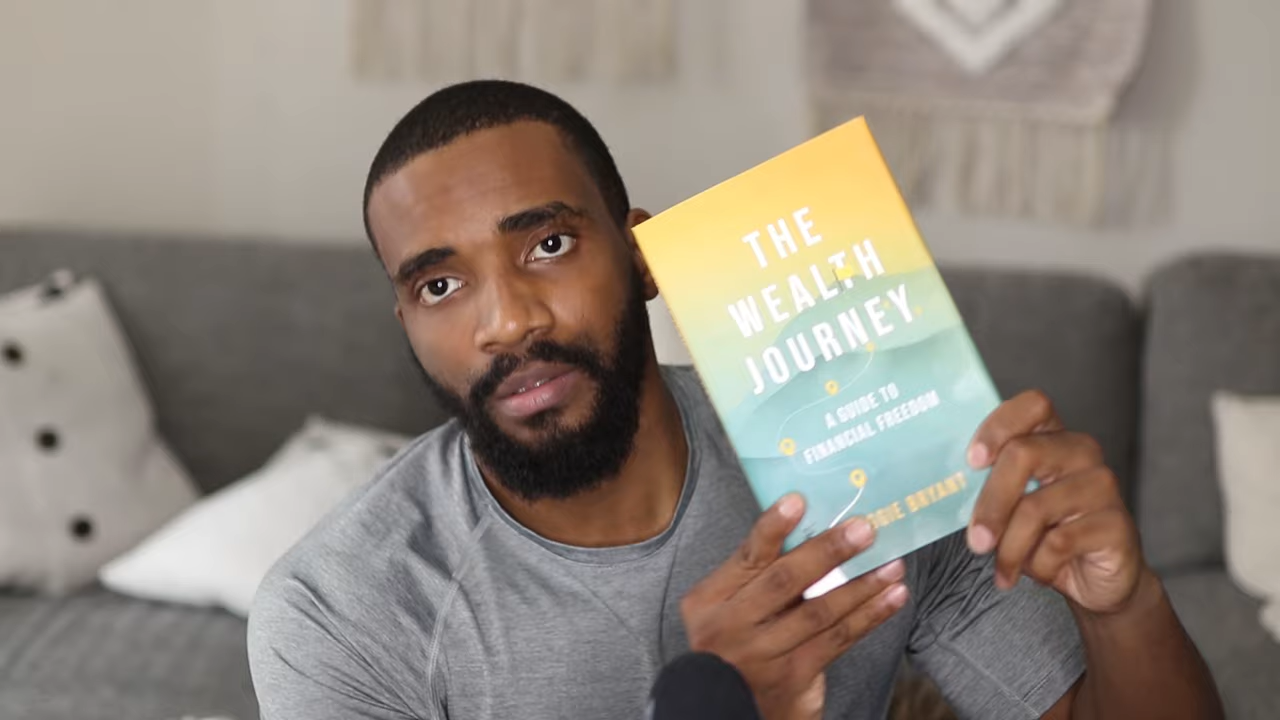 THE
WEALTH
JOURNEY
A GUIDE TO
FINANCIAL FREEDOM
BRYANT